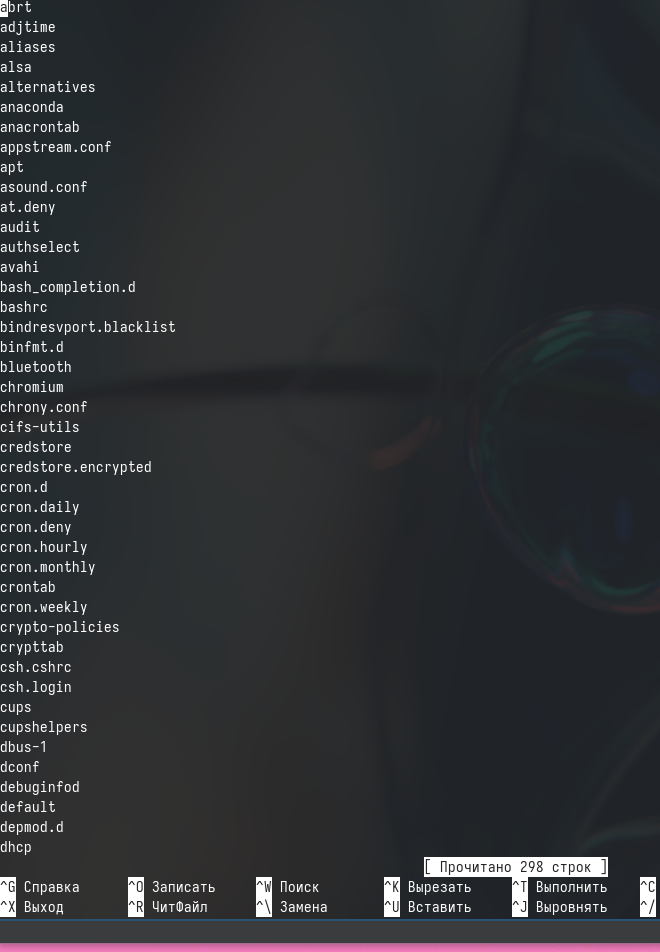 abrt
adjtime
aliases
alsa
alternatives
anaconda
anacrontab
appstream.conf
apt
asound.conf
at.deny
audit
authselect
avahi
bash_completion.d
bashrc
bindresvport.blacklist
binfmt.d
bluetooth
chromium
chrony.conf
cifs-utils
credstore
credstore.encrypted
cron.d
cron.daily
cron.deny
cron.hourly
cron.monthly
crontab
cron.weekly
crypto-policies
crypttab
csh.cshrc
csh.login
cups
cupshelpers
dbus-1
dconf
debuginfod
default
depmod.d
dhcp
[ Прочитано 298 строк ]
^G Справка ^O Записать ^W Поиск ^K Вырезать ^T Выполнить ^C
^X Выход ^R ЧитФайл ^\ Замена ^U Вставить ^J Выровнять ^/